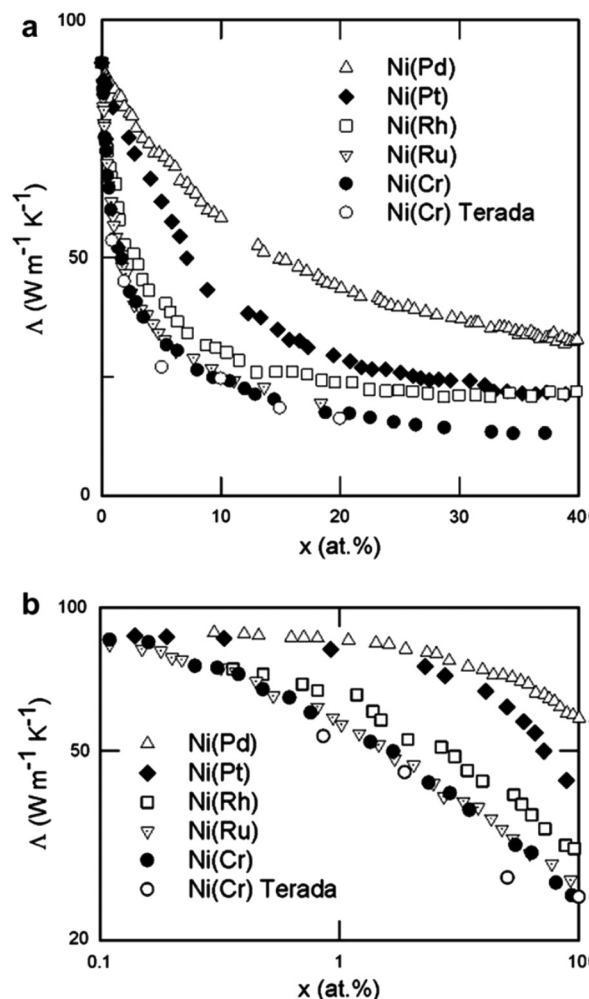 a
100
50
0
Λ (W m⁻¹ K⁻¹)
Ni(Pd)
Ni(Pt)
Ni(Rh)
Ni(Ru)
Ni(Cr)
Ni(Cr) Terada
0 10 20 30 40
x (at.%)
b
100
50
20
Λ (W m⁻¹ K⁻¹)
Ni(Pd)
Ni(Pt)
Ni(Rh)
Ni(Ru)
Ni(Cr)
Ni(Cr) Terada
0.1 1 10
x (at.%)